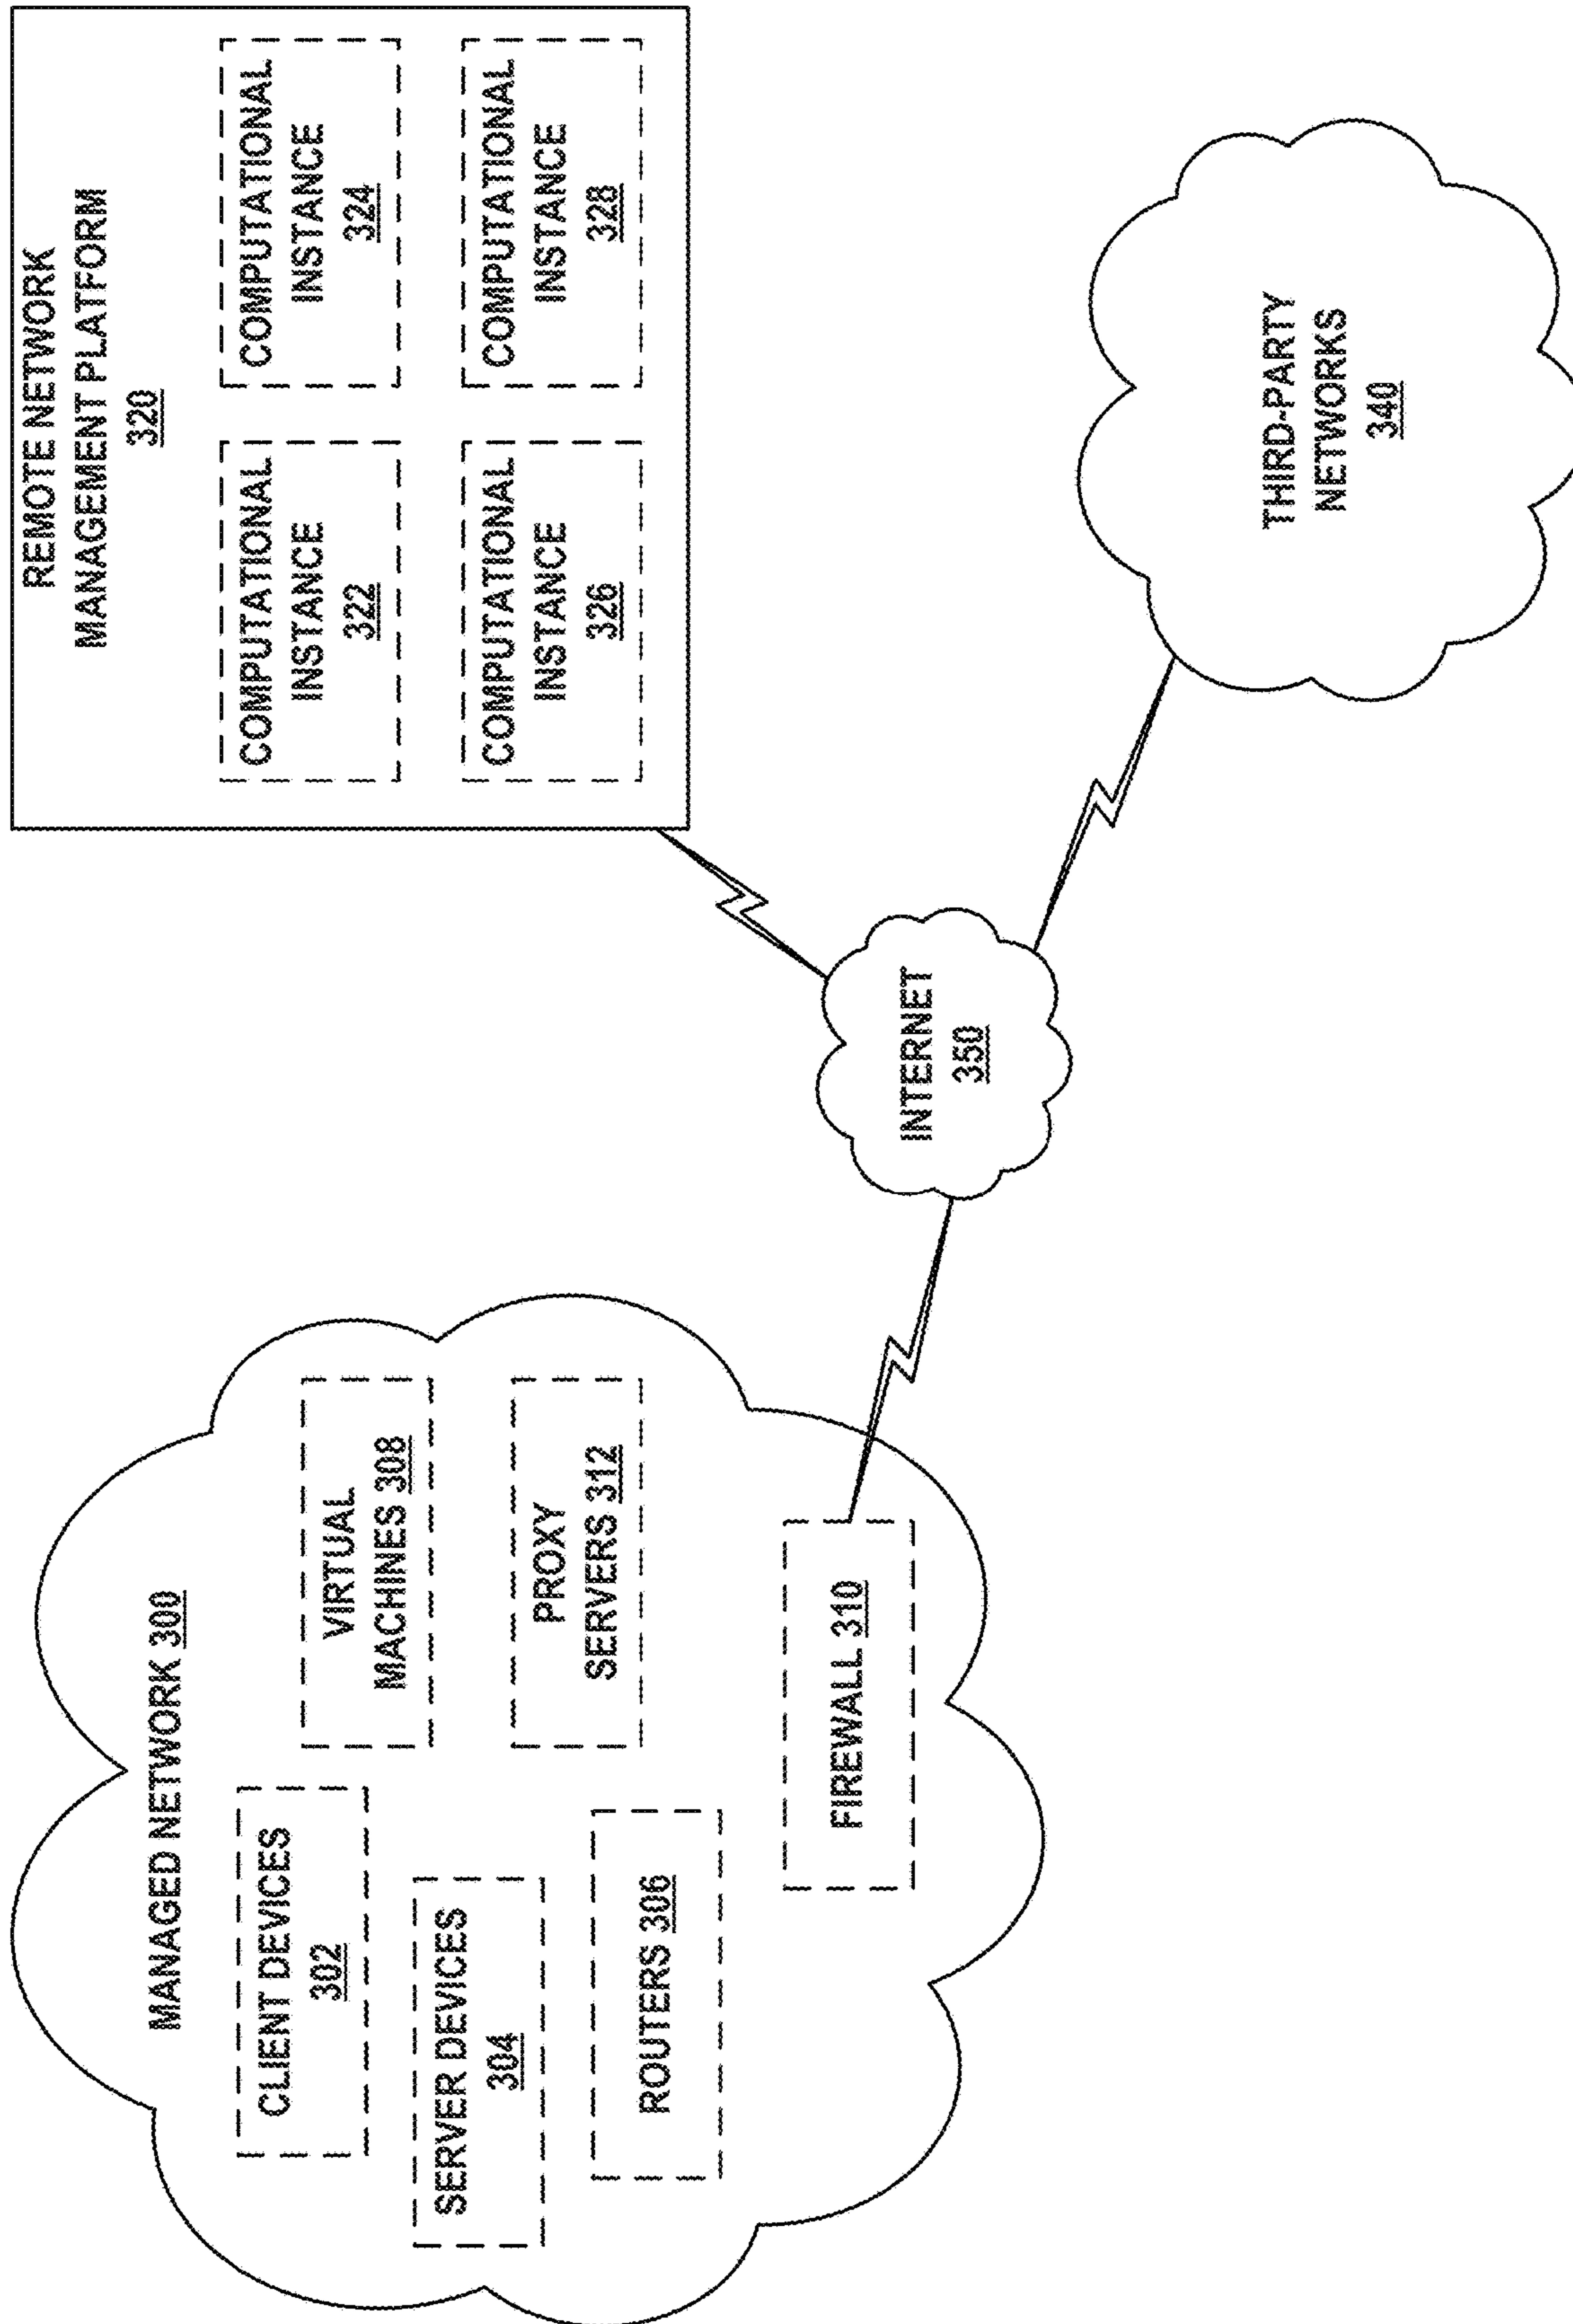 MANAGED NETWORK 300
CLIENT DEVICES
302
VIRTUAL
MACHINES 308
SERVER DEVICES
304
PROXY
SERVERS 312
ROUTERS 306
FIREWALL 310
INTERNET
350
REMOTE NETWORK
MANAGEMENT PLATFORM
320
COMPUTATIONAL
INSTANCE
322
COMPUTATIONAL
INSTANCE
324
COMPUTATIONAL
INSTANCE
326
COMPUTATIONAL
INSTANCE
328
THIRD-PARTY
NETWORKS
340